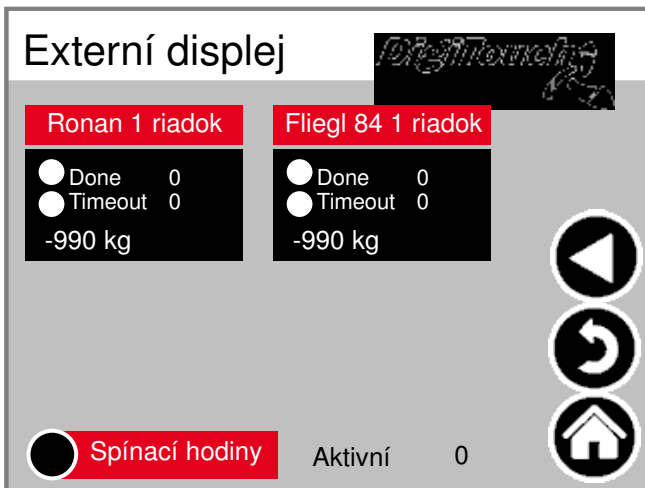 Externí displej
DigiTouch
Ronan 1 riadok
Fliegl 84 1 riadok
Done 0
Timeout 0
-990 kg
Done 0
Timeout 0
-990 kg
Spínací hodiny
Aktivní 0